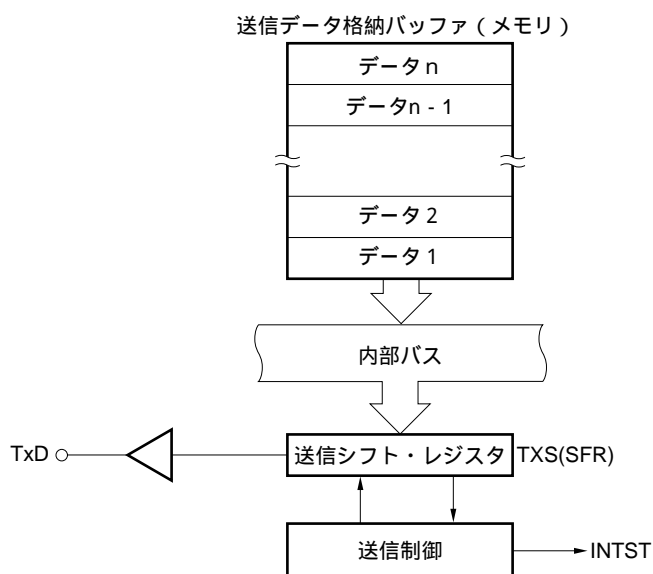 送信データ格納バッファ（メモリ）
データｎ
データn - 1
データ２
データ１
内部バス
TxD
送信シフト・レジスタ
TXS(SFR)
送信制御
INTST